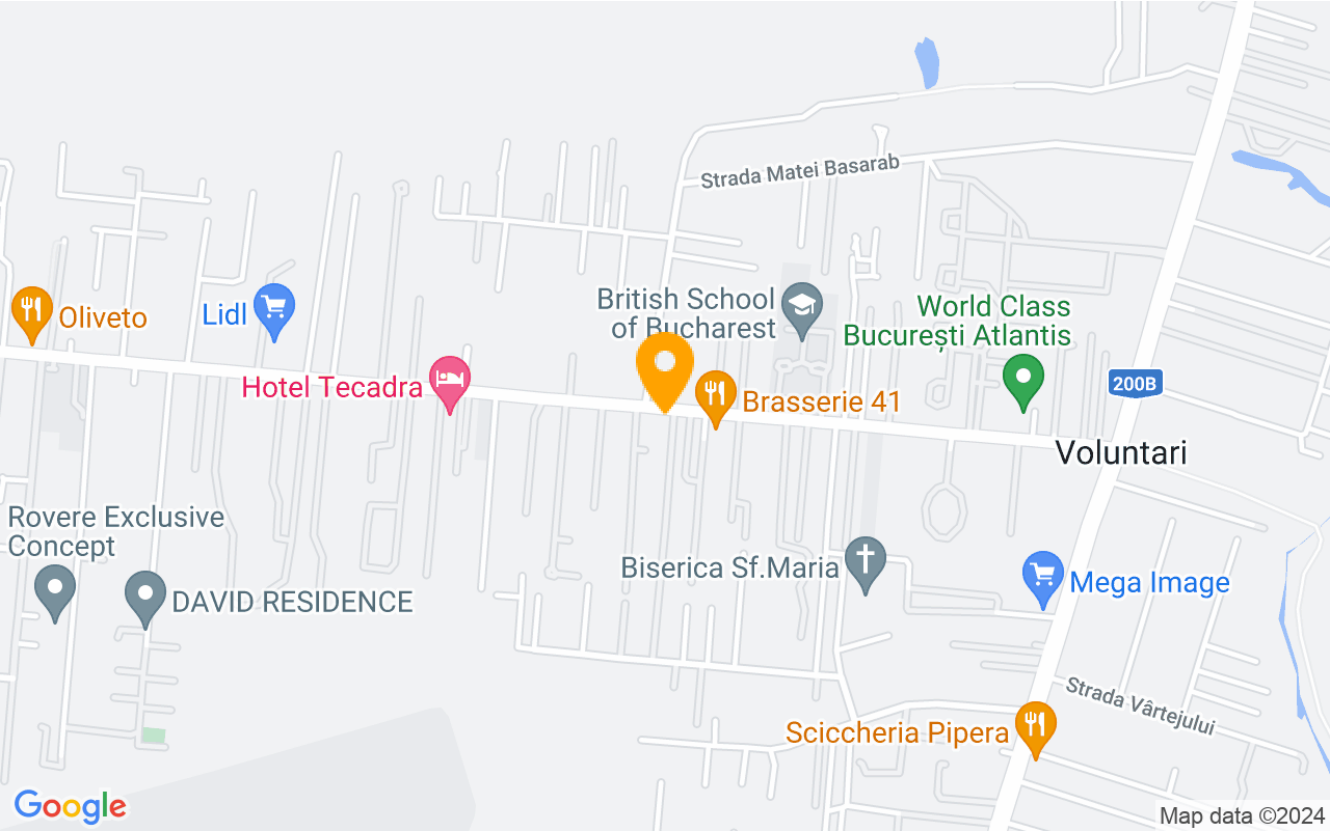 Strada Matei Basarab
British School
of Bucharest
World Class
București Atlantis
Oliveto
Lidl
Hotel Tecadra
Brasserie 41
200B
Voluntari
Rovere Exclusive
Concept
DAVID RESIDENCE
Biserica Sf.Maria
Mega Image
Strada Vârtejului
Sciccheria Pipera
Google
Map data ©2024